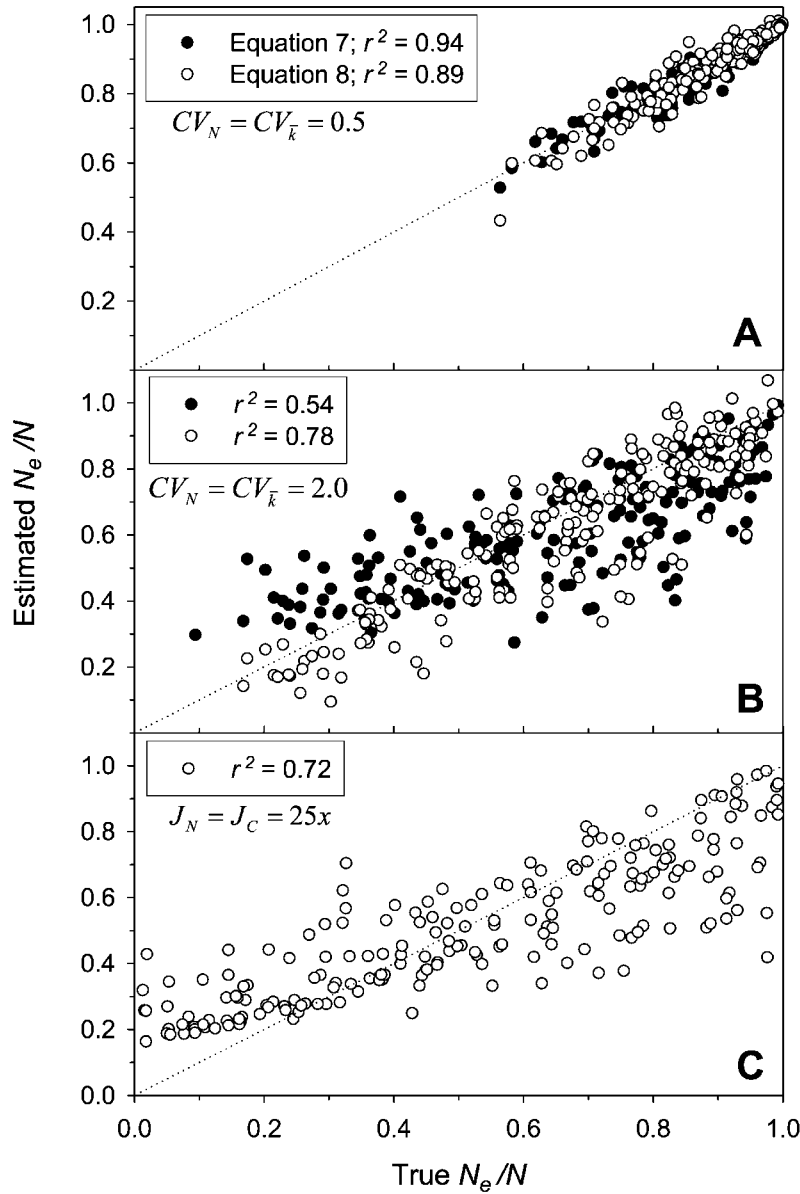 1.0
0.8
0.6
0.4
0.2
Equation 7; r² = 0.94
Equation 8; r² = 0.89
CV_N = CV_k̅ = 0.5
A
1.0
0.8
0.6
0.4
0.2
r² = 0.54
r² = 0.78
CV_N = CV_k̅ = 2.0
B
Estimated N_e/N
1.0
0.8
0.6
0.4
0.2
0.0
r² = 0.72
J_N = J_C = 25x
C
0.0 0.2 0.4 0.6 0.8 1.0
True N_e/N